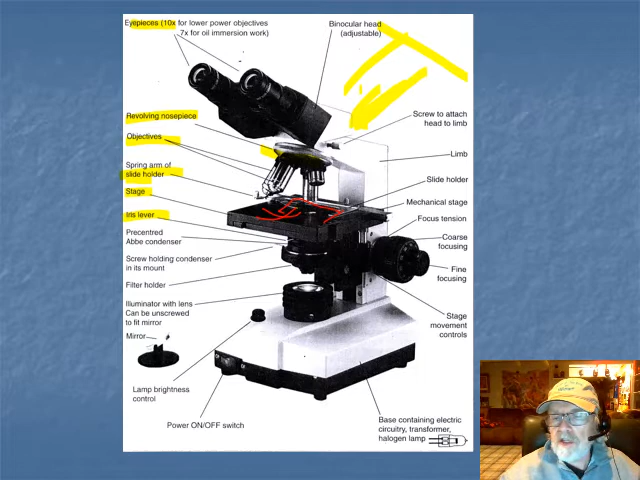 Eyepieces (10x for lower power objectives
7x for oil immersion work)
Binocular head
(adjustable)
Revolving nosepiece
Screw to attach
head to limb
Objectives
Limb
Spring arm of
slide holder
Slide holder
Stage
Mechanical stage
Iris lever
Focus tension
Precentred
Abbe condenser
Coarse
focusing
Screw holding condenser
in its mount
Fine
focusing
Filter holder
Illuminator with lens
Can be unscrewed
to fit mirror
Stage
movement
controls
Mirror
Lamp brightness
control
Power ON/OFF switch
Base containing electric
circuitry, transformer,
halogen lamp